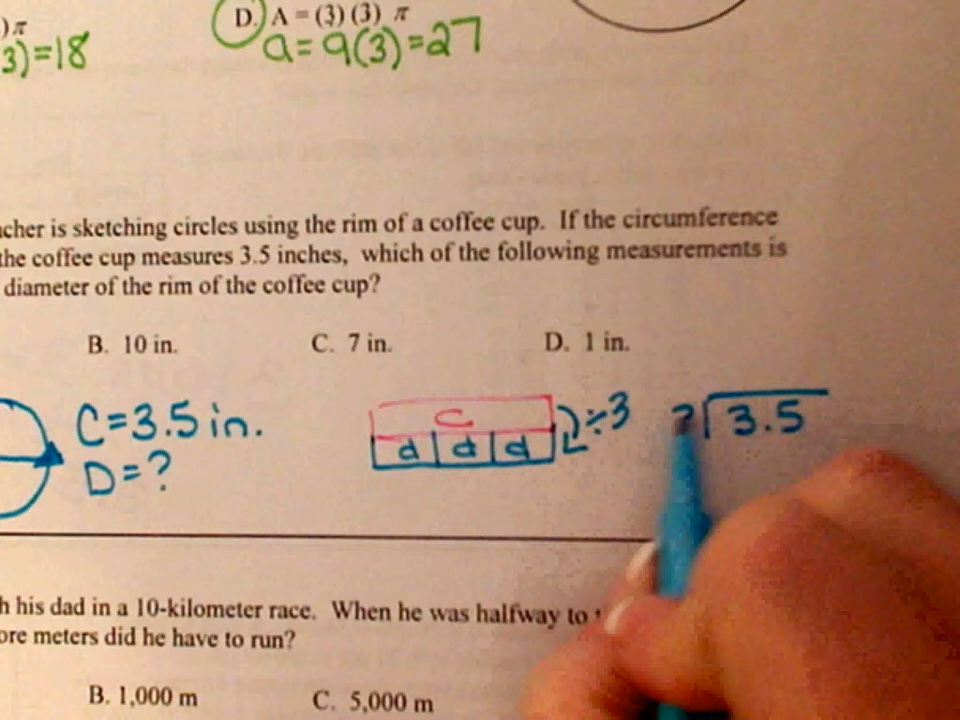 )π
D. A = (3) (3) π
3)=18
a = 9(3) = 27
cher is sketching circles using the rim of a coffee cup. If the circumference
the coffee cup measures 3.5 inches, which of the following measurements is
diameter of the rim of the coffee cup?
B. 10 in. C. 7 in. D. 1 in.
C=3.5 in.
D=?
C
d d d
÷3
3.5
h his dad in a 10-kilometer race. When he was halfway to
ore meters did he have to run?
B. 1,000 m C. 5,000 m